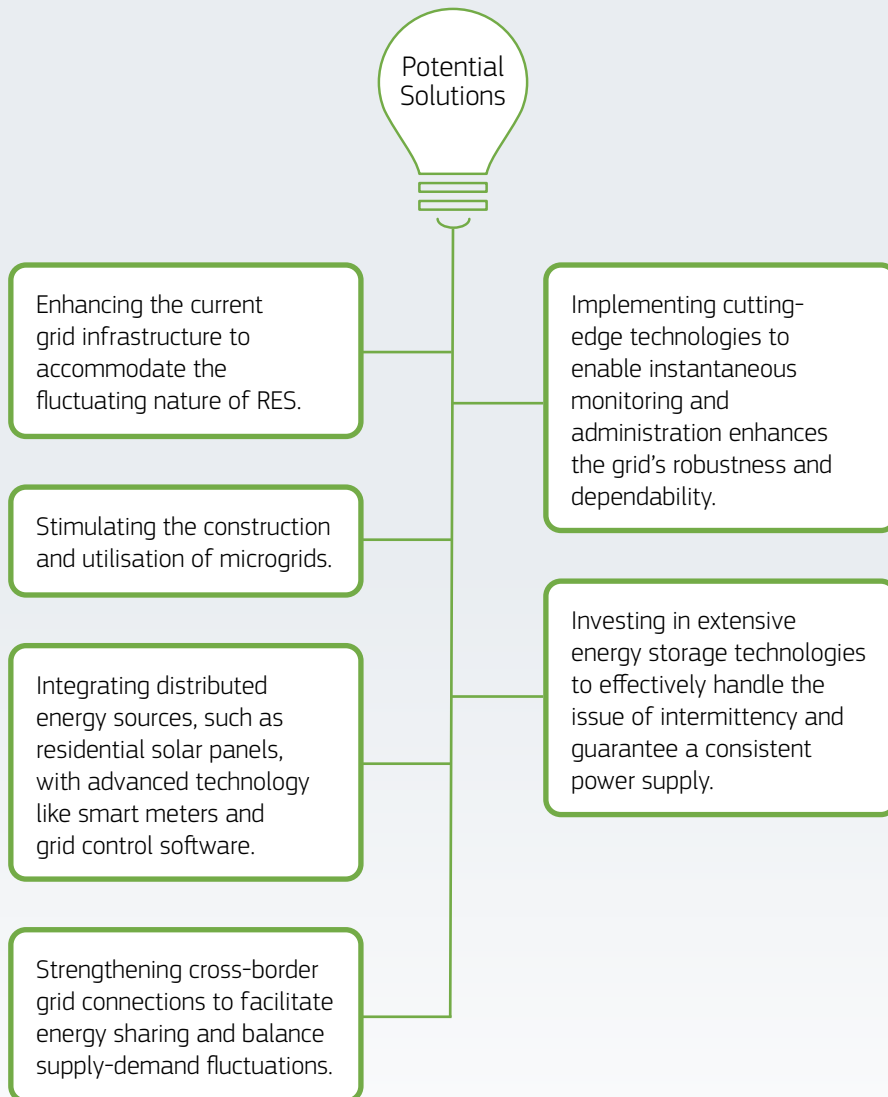 Potential
Solutions
Enhancing the current
grid infrastructure to
accommodate the
fluctuating nature of RES.
Implementing cutting-
edge technologies to
enable instantaneous
monitoring and
administration enhances
the grid's robustness and
dependability.
Stimulating the construction
and utilisation of microgrids.
Investing in extensive
energy storage technologies
to effectively handle the
issue of intermittency and
guarantee a consistent
power supply.
Integrating distributed
energy sources, such as
residential solar panels,
with advanced technology
like smart meters and
grid control software.
Strengthening cross-border
grid connections to facilitate
energy sharing and balance
supply-demand fluctuations.